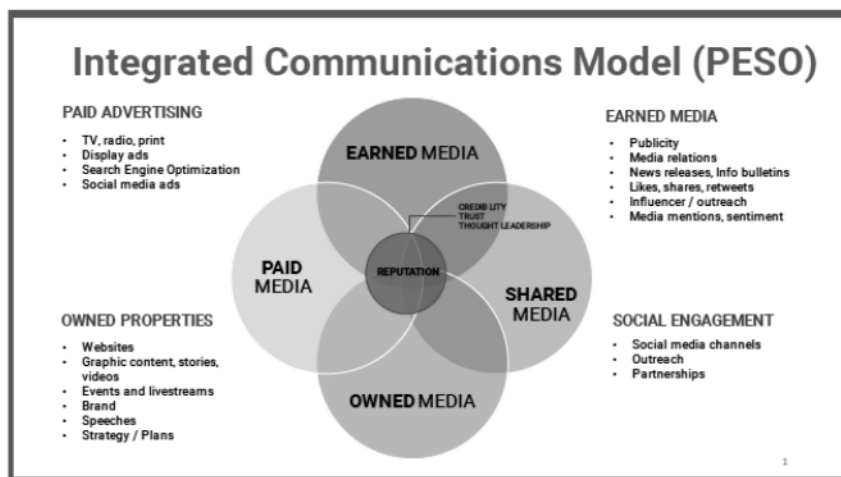 Integrated Communications Model (PESO)
PAID ADVERTISING
• TV, radio, print
• Display ads
• Search Engine Optimization
• Social media ads
EARNED MEDIA
• Publicity
• Media relations
• News releases, Info bulletins
• Likes, shares, retweets
• Influencer / outreach
• Media mentions, sentiment
EARNED MEDIA
CREDIBILITY
TRUST
THOUGHT LEADERSHIP
PAID
MEDIA
REPUTATION
SHARED
MEDIA
OWNED MEDIA
OWNED PROPERTIES
• Websites
• Graphic content, stories,
videos
• Events and livestreams
• Brand
• Speeches
• Strategy / Plans
SOCIAL ENGAGEMENT
• Social media channels
• Outreach
• Partnerships
1